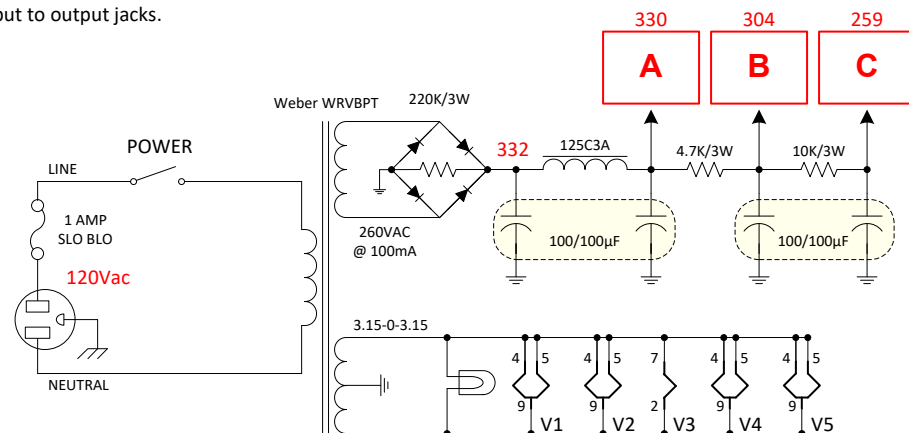 out to output jacks.
330
304
259
A
B
C
Weber WRVBPT
220K/3W
POWER
332
125C3A
4.7K/3W
10K/3W
LINE
1 AMP
SLO BLO
260VAC
@ 100mA
100/100µF
100/100µF
120Vac
3.15-0-3.15
NEUTRAL
4
5
4
5
7
4
5
4
5
9
9
2
9
9
V1
V2
V3
V4
V5